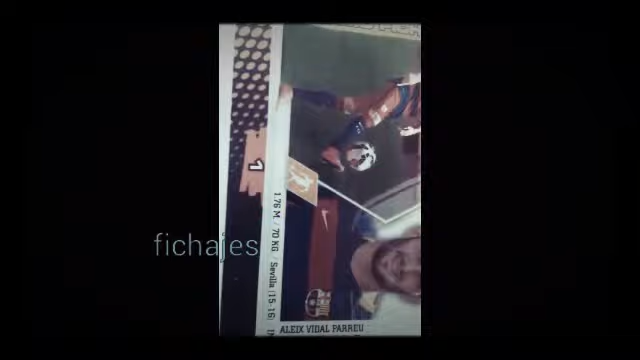 fichajes
1
1.76 M. / 70 KG.
Sevilla (15-16)
ALEIX VIDAL PARREU